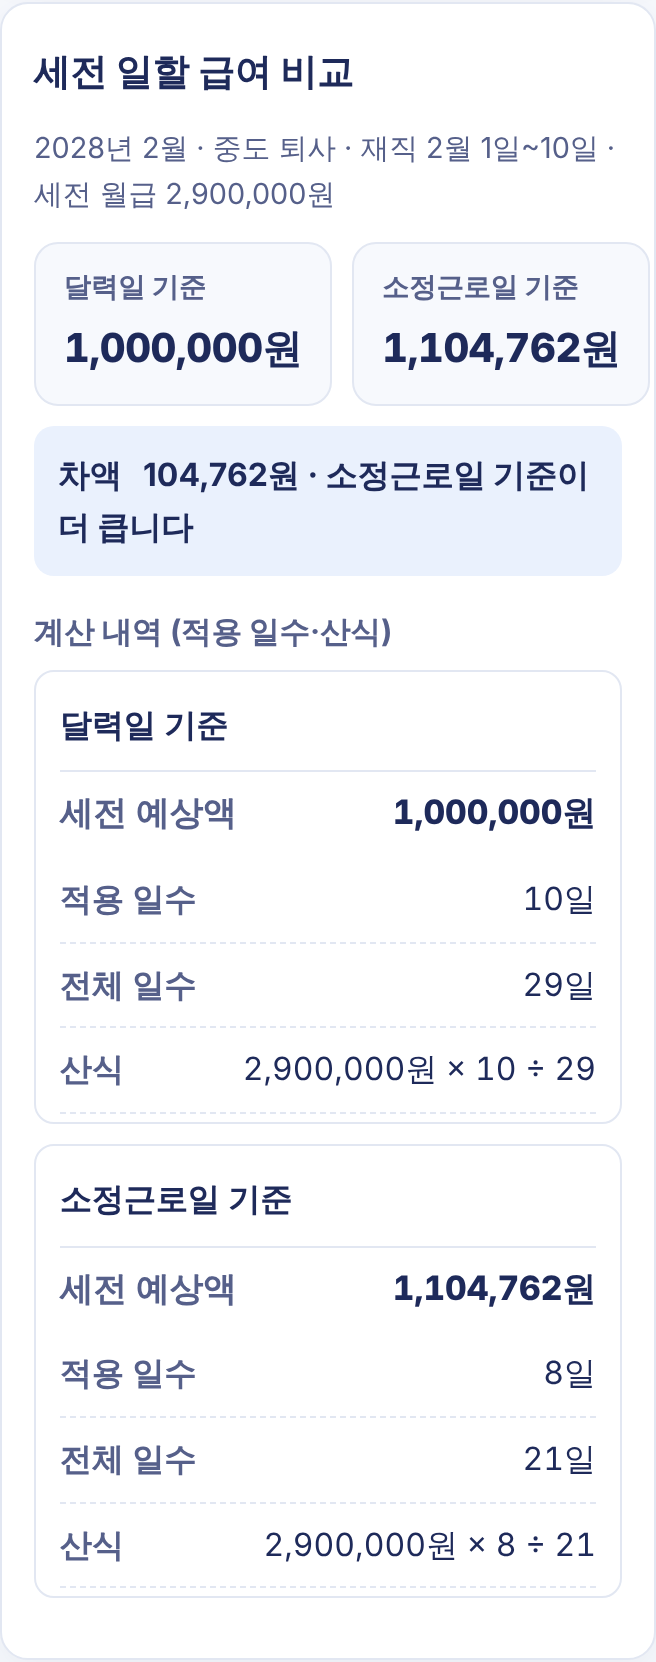 세전 일할 급여 비교
2028년 2월 · 중도 퇴사 · 재직 2월 1일~10일 ·
세전 월급 2,900,000원
달력일 기준
1,000,000원
소정근로일 기준
1,104,762원
차액 104,762원 · 소정근로일 기준이
더 큽니다
계산 내역 (적용 일수·산식)
달력일 기준
세전 예상액 1,000,000원
적용 일수 10일
전체 일수 29일
산식 2,900,000원 × 10 ÷ 29
소정근로일 기준
세전 예상액 1,104,762원
적용 일수 8일
전체 일수 21일
산식 2,900,000원 × 8 ÷ 21